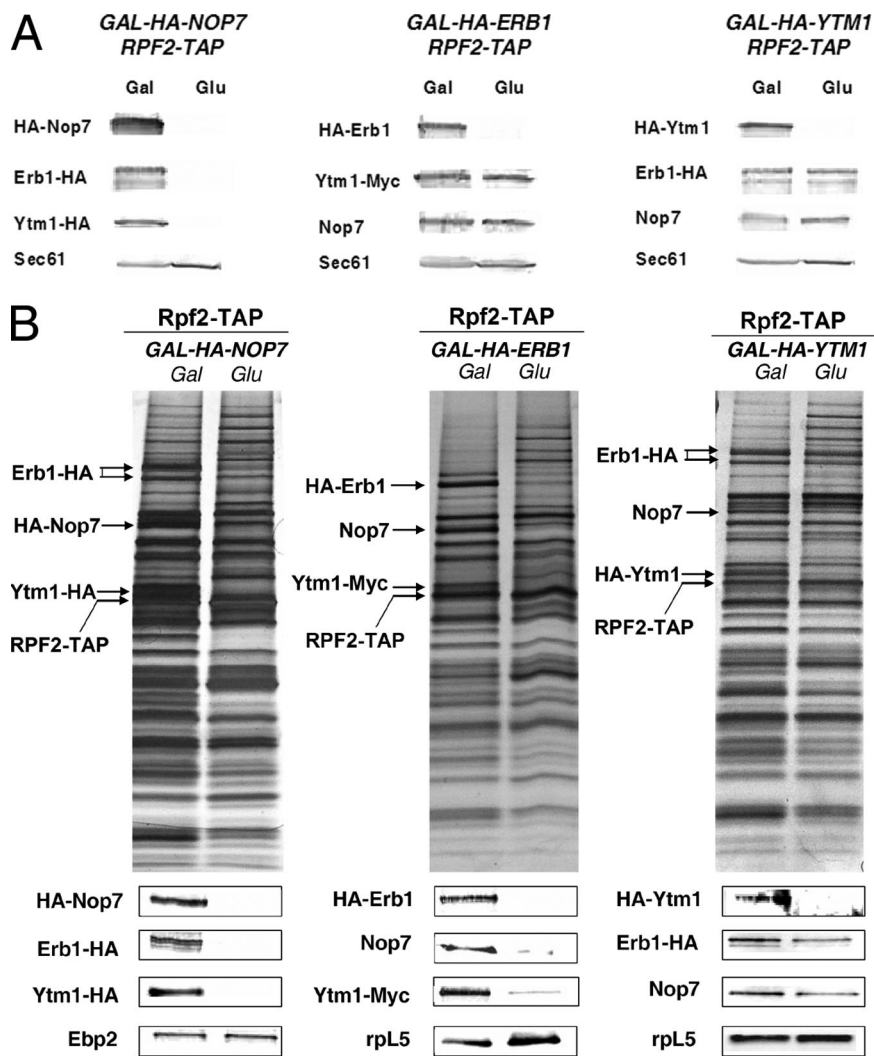 A
GAL-HA-NOP7
RPF2-TAP
Gal Glu
HA-Nop7
Erb1-HA
Ytm1-HA
Sec61
GAL-HA-ERB1
RPF2-TAP
Gal Glu
HA-Erb1
Ytm1-Myc
Nop7
Sec61
GAL-HA-YTM1
RPF2-TAP
Gal Glu
HA-Ytm1
Erb1-HA
Nop7
Sec61
B
Rpf2-TAP
GAL-HA-NOP7
Gal Glu
Erb1-HA
HA-Nop7
Ytm1-HA
RPF2-TAP
HA-Nop7
Erb1-HA
Ytm1-HA
Ebp2
Rpf2-TAP
GAL-HA-ERB1
Gal Glu
HA-Erb1
Nop7
Ytm1-Myc
RPF2-TAP
HA-Erb1
Nop7
Ytm1-Myc
rpL5
Rpf2-TAP
GAL-HA-YTM1
Gal Glu
Erb1-HA
Nop7
HA-Ytm1
RPF2-TAP
HA-Ytm1
Erb1-HA
Nop7
rpL5